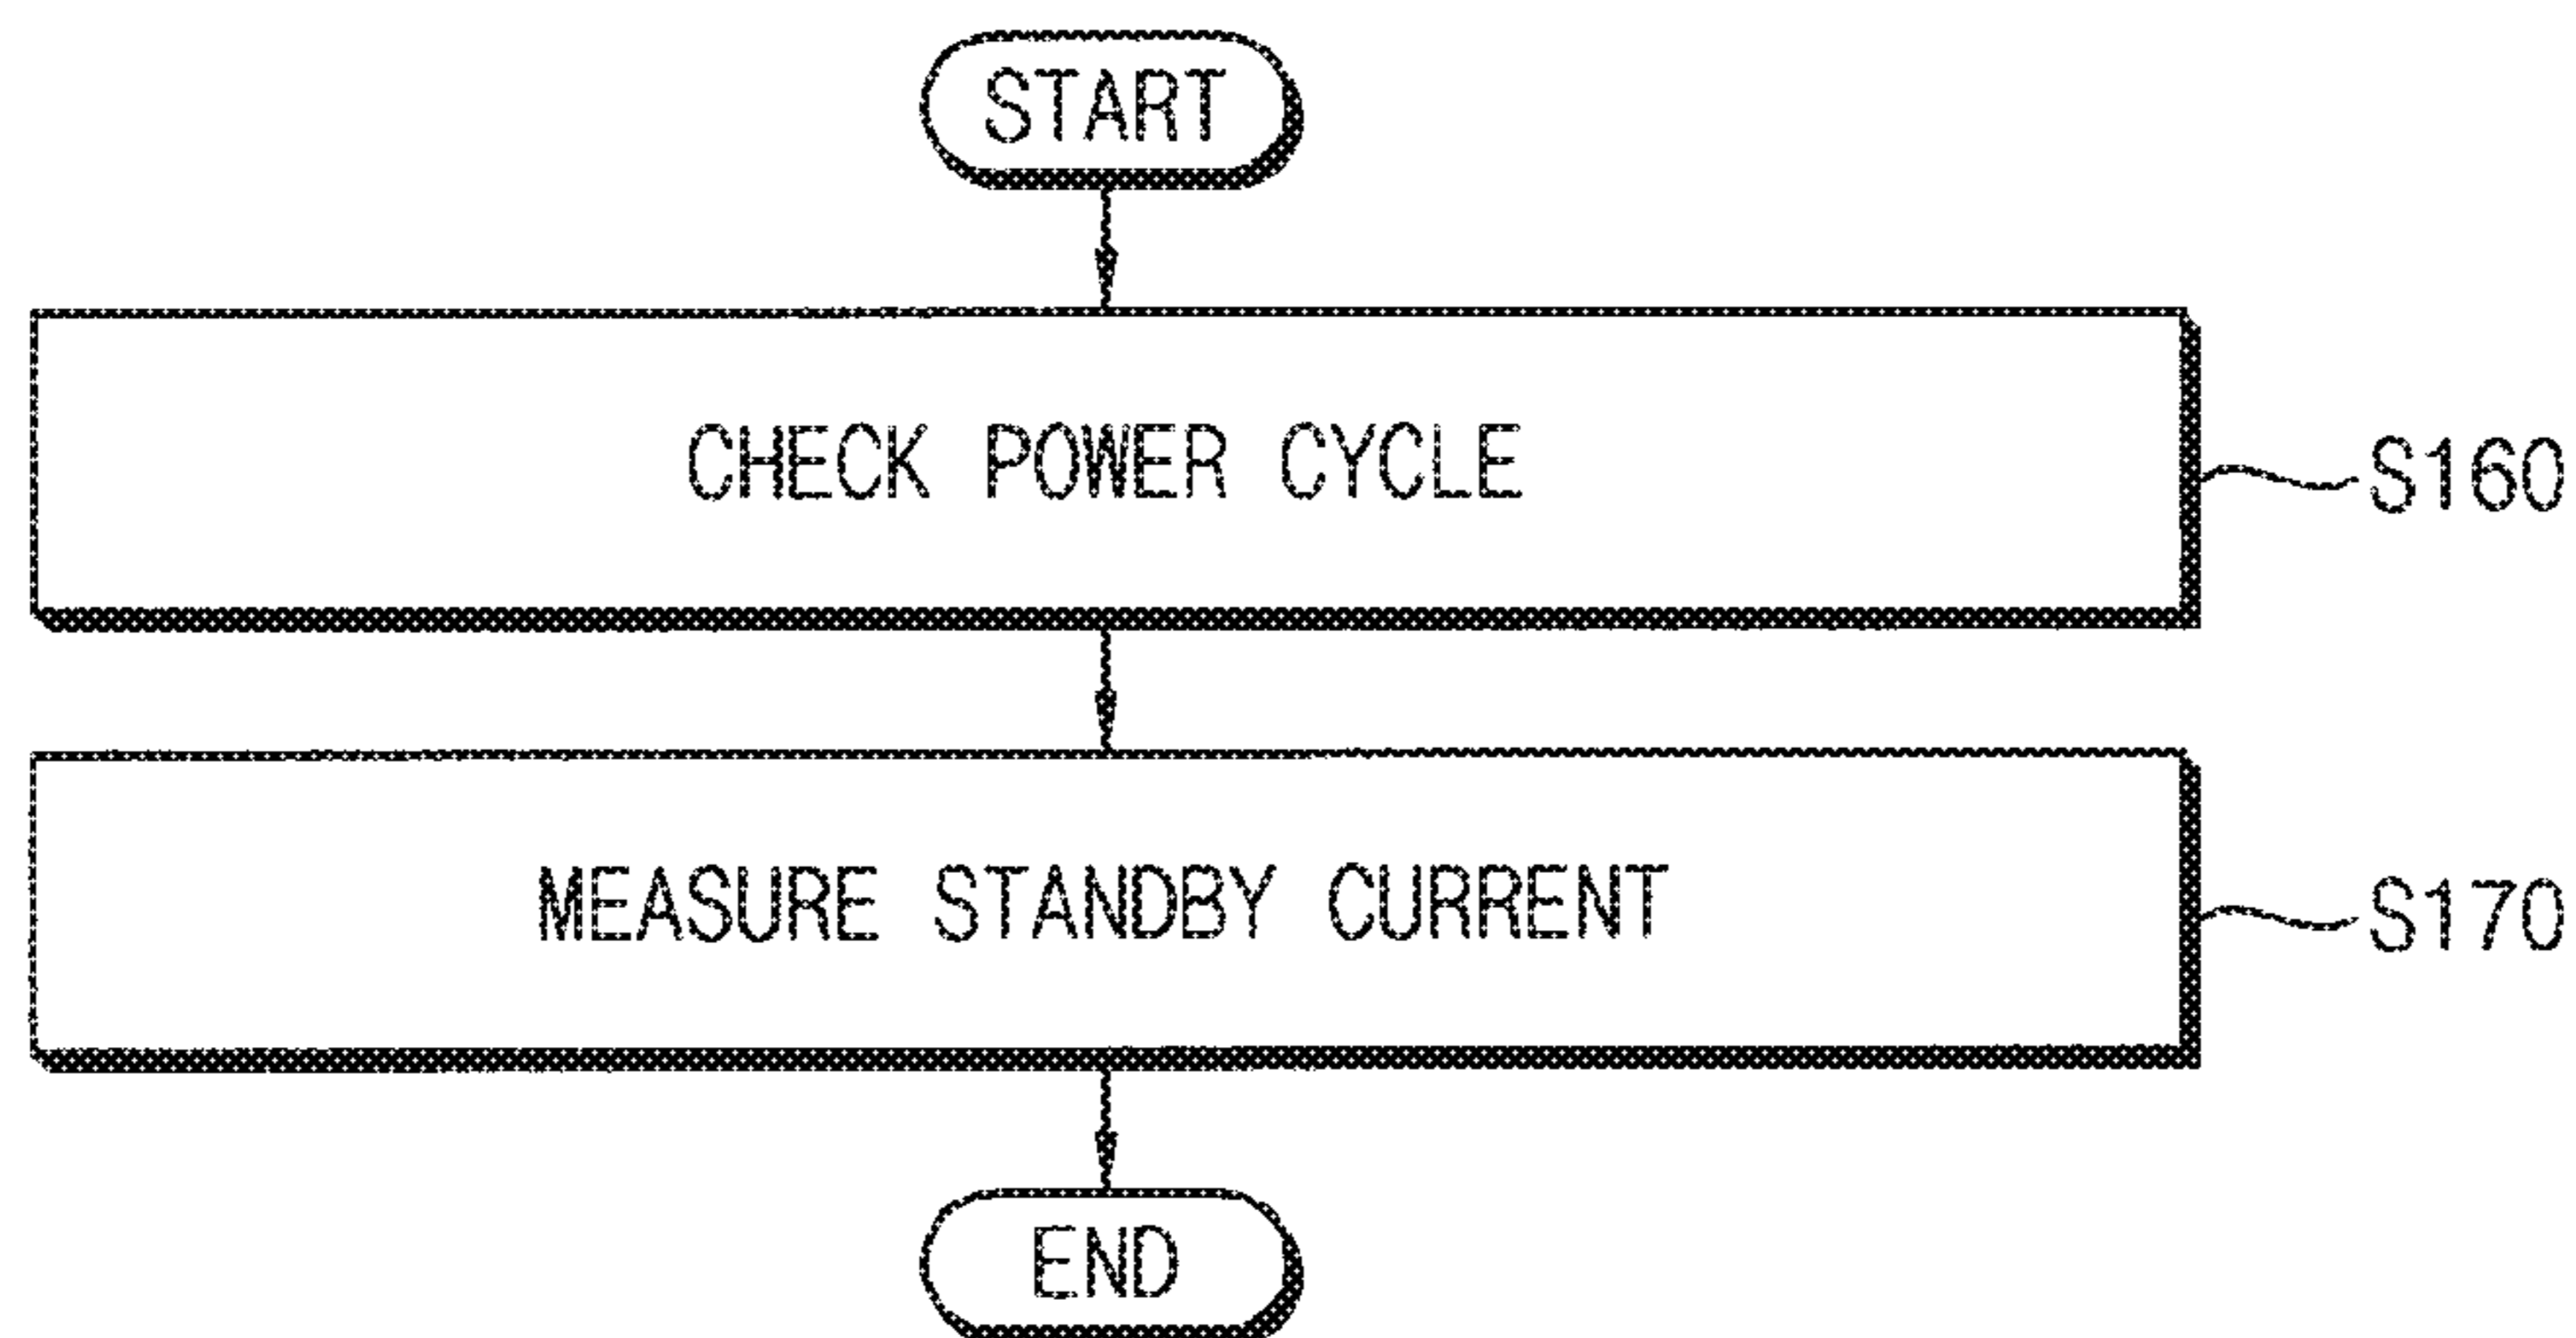 START
CHECK POWER CYCLE
S160
MEASURE STANDBY CURRENT
S170
END